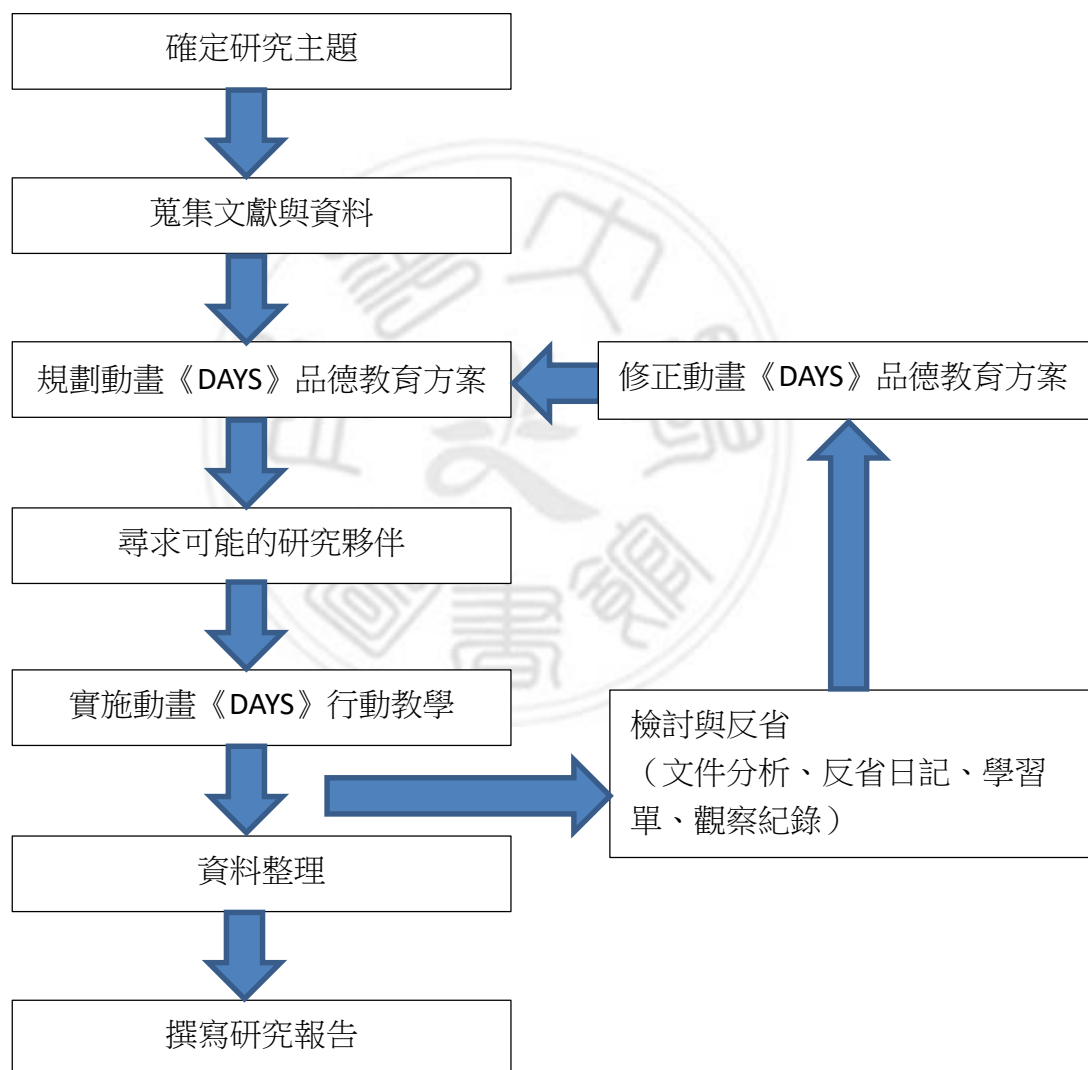 確定研究主題
蒐集文獻與資料
規劃動畫《DAYS》品德教育方案
修正動畫《DAYS》品德教育方案
尋求可能的研究夥伴
實施動畫《DAYS》行動教學
檢討與反省
（文件分析、反省日記、學習
單、觀察紀錄）
資料整理
撰寫研究報告